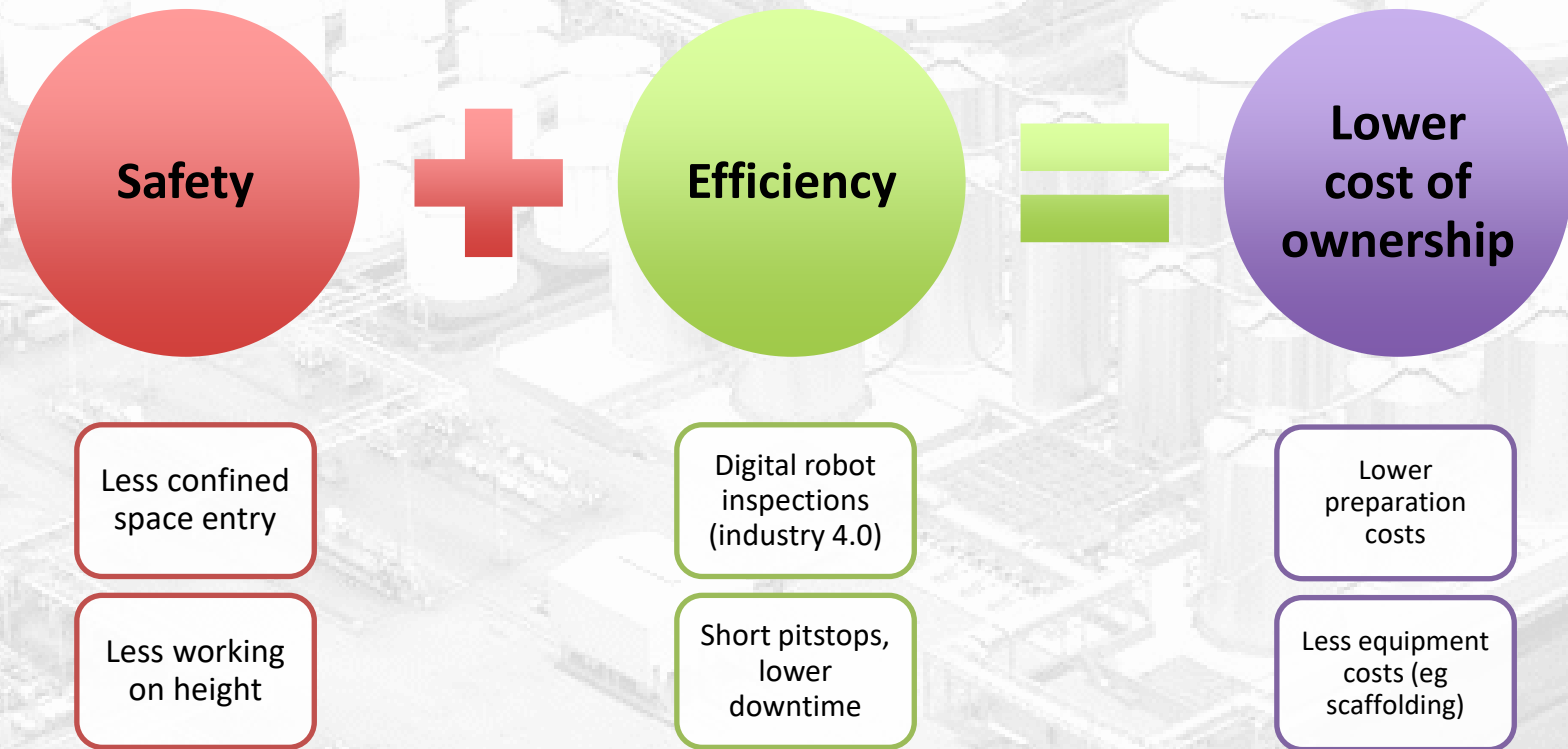 Safety
Efficiency
Lower
cost of
ownership
Less confined
space entry
Less working
on height
Digital robot
inspections
(industry 4.0)
Short pitstops,
lower
downtime
Lower
preparation
costs
Less equipment
costs (eg
scaffolding)